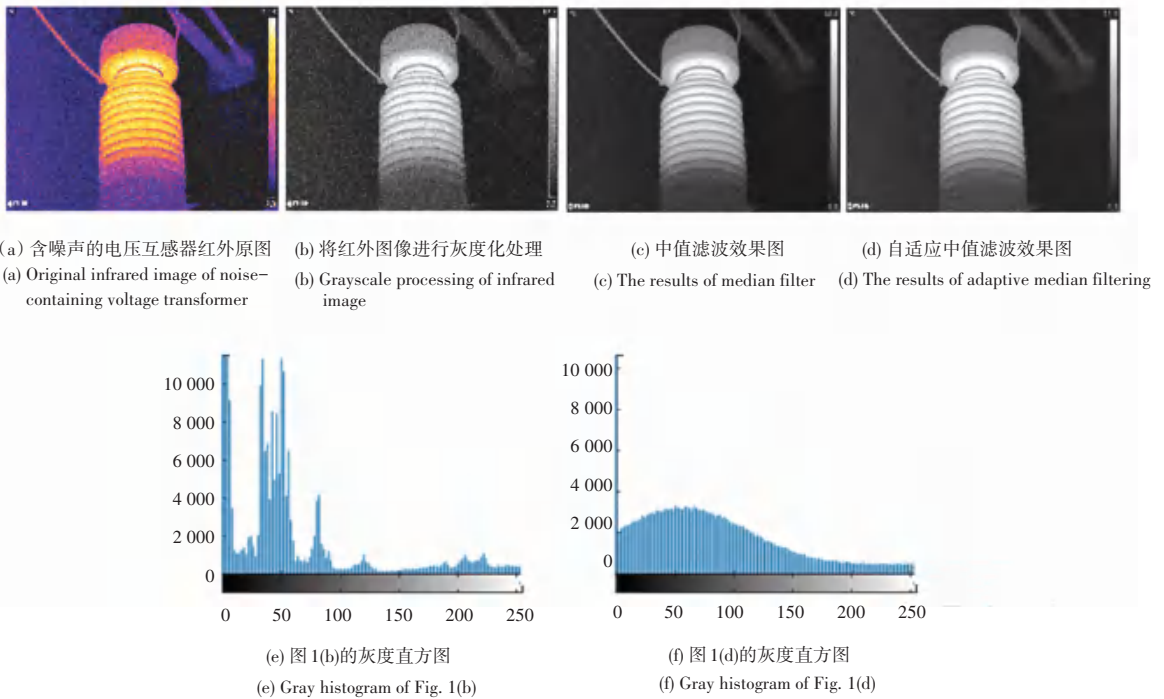 (a) 含噪声的电压互感器红外原图
(a) Original infrared image of noise-
containing voltage transformer
(b) 将红外图像进行灰度化处理
(b) Grayscale processing of infrared
image
(c) 中值滤波效果图
(c) The results of median filter
(d) 自适应中值滤波效果图
(d) The results of adaptive median filtering
10 000
8 000
6 000
4 000
2 000
0
0 50 100 150 200 250
(e) 图1(b)的灰度直方图
(e) Gray histogram of Fig. 1(b)
10 000
8 000
6 000
4 000
2 000
0
0 50 100 150 200 250
(f) 图1(d)的灰度直方图
(f) Gray histogram of Fig. 1(d)